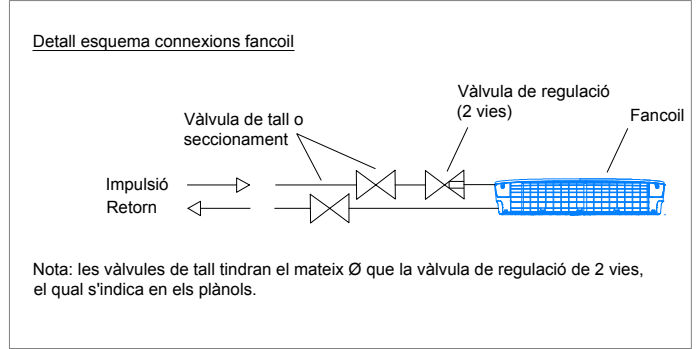 Detall esquema connexions fancoil
Vàlvula de regulació
(2 vies)
Vàlvula de tall o
seccionament
Fancoil
Impulsió
Retorn
Nota: les vàlvules de tall tindran el mateix Ø que la vàlvula de regulació de 2 vies,
el qual s'indica en els plànols.